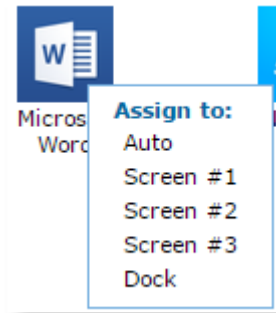 W
Micros
Word
Assign to:
Auto
Screen #1
Screen #2
Screen #3
Dock